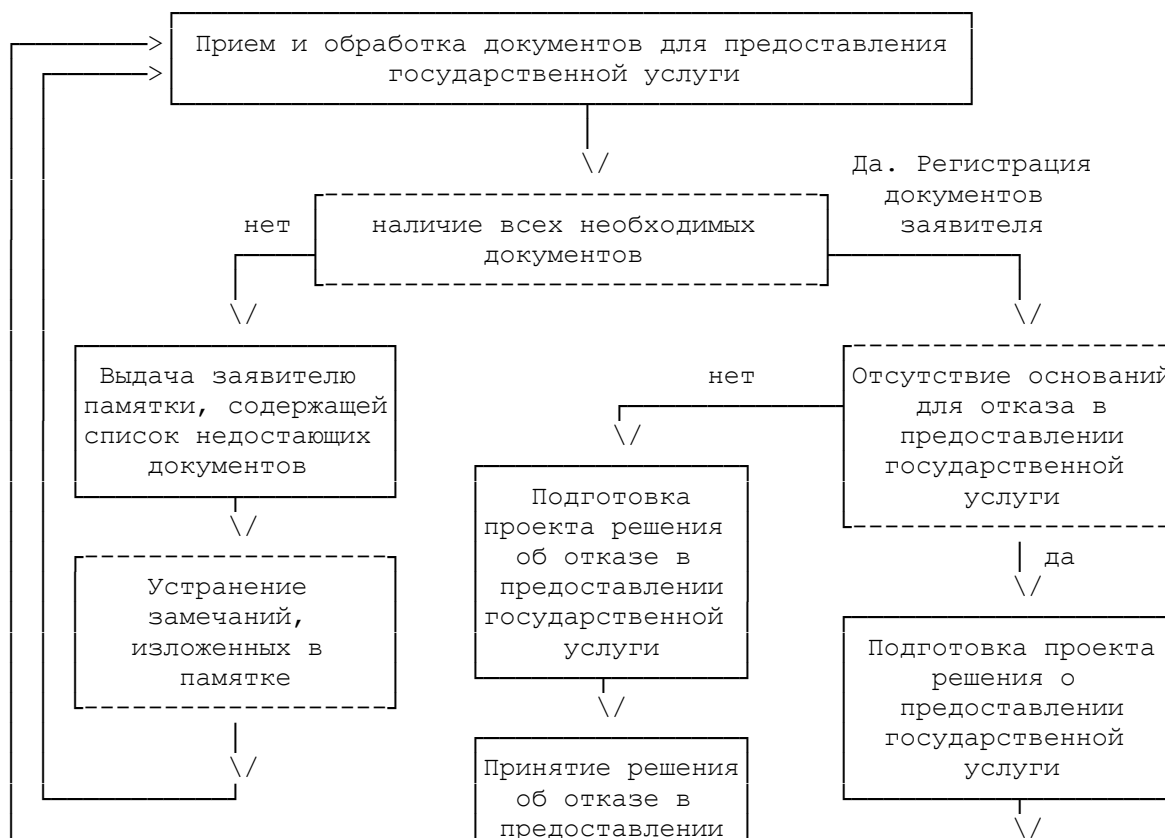 Прием и обработка документов для предоставления
государственной услуги
Да. Регистрация
документов
заявителя
нет
наличие всех необходимых
документов
Выдача заявителю
памятки, содержащей
список недостающих
документов
нет
Отсутствие оснований
для отказа в
предоставлении
государственной
услуги
Подготовка
проекта решения
об отказе в
предоставлении
государственной
услуги
да
Устранение
замечаний,
изложенных в
памятке
Подготовка проекта
решения о
предоставлении
государственной
услуги
Принятие решения
об отказе в
предоставлении